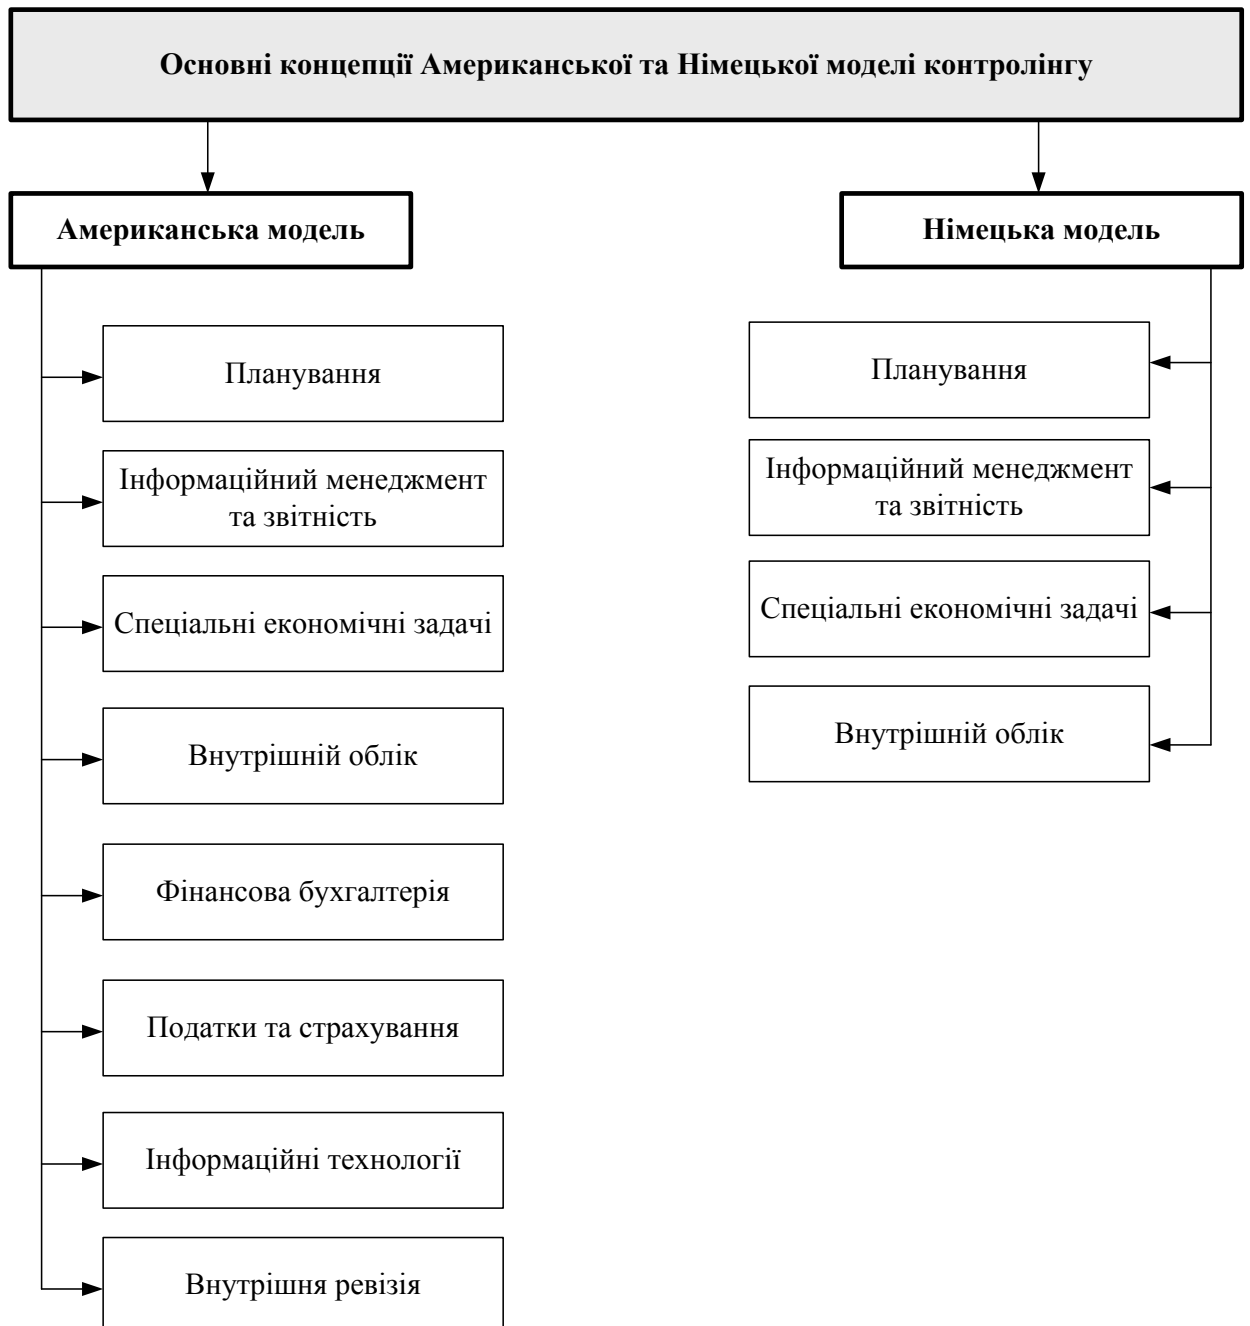 Основні концепції Американської та Німецької моделі контролінгу
Американська модель
Німецька модель
Планування
Інформаційний менеджмент
та звітність
Спеціальні економічні задачі
Внутрішній облік
Фінансова бухгалтерія
Податки та страхування
Інформаційні технології
Внутрішня ревізія
Планування
Інформаційний менеджмент
та звітність
Спеціальні економічні задачі
Внутрішній облік